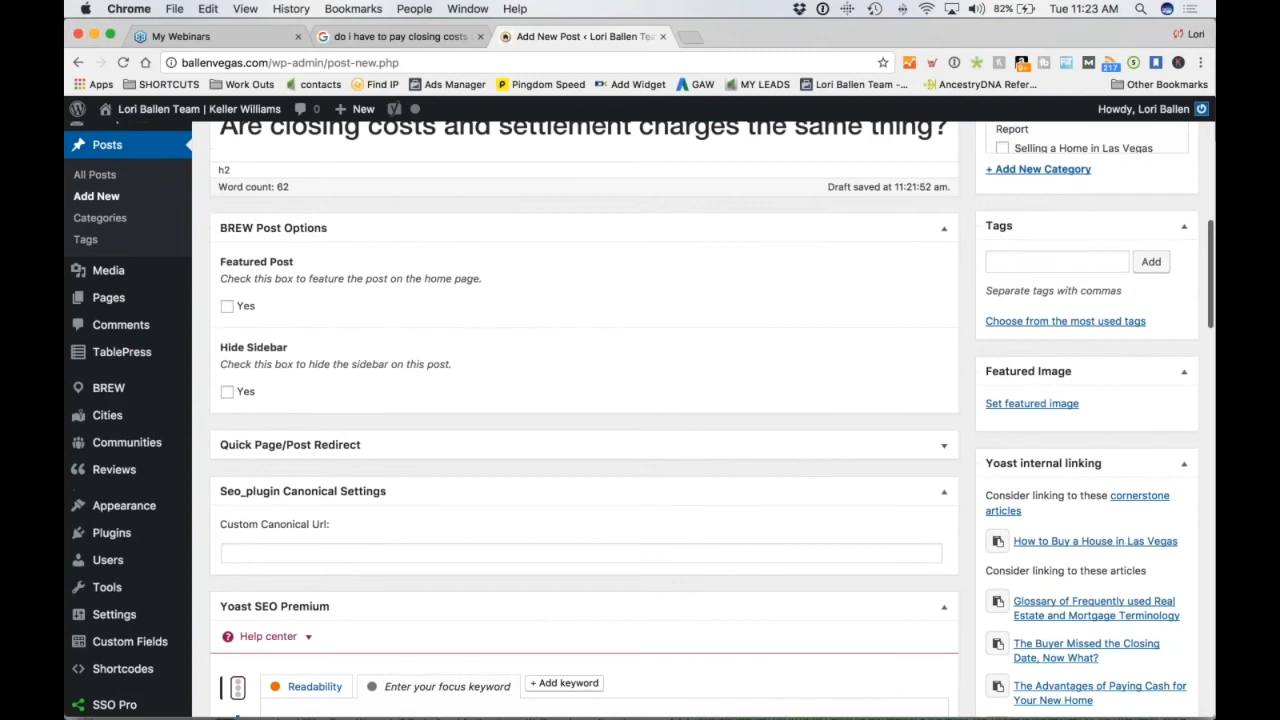 Chrome File Edit View History Bookmarks People Window Help 82% Tue 11:23 AM
My Webinars do i have to pay closing costs Add New Post ‹ Lori Ballen Tea Lori
ballenvegas.com/wp-admin/post-new.php
Apps SHORTCUTS Work Outs contacts Find IP Ads Manager Pingdom Speed Add Widget GAW MY LEADS Lori Ballen Team -... AncestryDNA Refer... Other Bookmarks
Lori Ballen Team | Keller Williams 0 New Howdy, Lori Ballen
Posts
All Posts
Add New
Categories
Tags
Media
Pages
Comments
TablePress
BREW
Cities
Communities
Reviews
Appearance
Plugins
Users
Tools
Settings
Custom Fields
Shortcodes
SSO Pro
Are closing costs and settlement charges the same thing?
h2
Word count: 62 Draft saved at 11:21:52 am.
BREW Post Options
Featured Post
Check this box to feature the post on the home page.
Yes
Hide Sidebar
Check this box to hide the sidebar on this post.
Yes
Quick Page/Post Redirect
Seo_plugin Canonical Settings
Custom Canonical Url:
Yoast SEO Premium
Help center
Readability Enter your focus keyword + Add keyword
Report
Selling a Home in Las Vegas
+ Add New Category
Tags
Add
Separate tags with commas
Choose from the most used tags
Featured Image
Set featured image
Yoast internal linking
Consider linking to these cornerstone
articles
How to Buy a House in Las Vegas
Consider linking to these articles
Glossary of Frequently used Real
Estate and Mortgage Terminology
The Buyer Missed the Closing
Date, Now What?
The Advantages of Paying Cash for
Your New Home